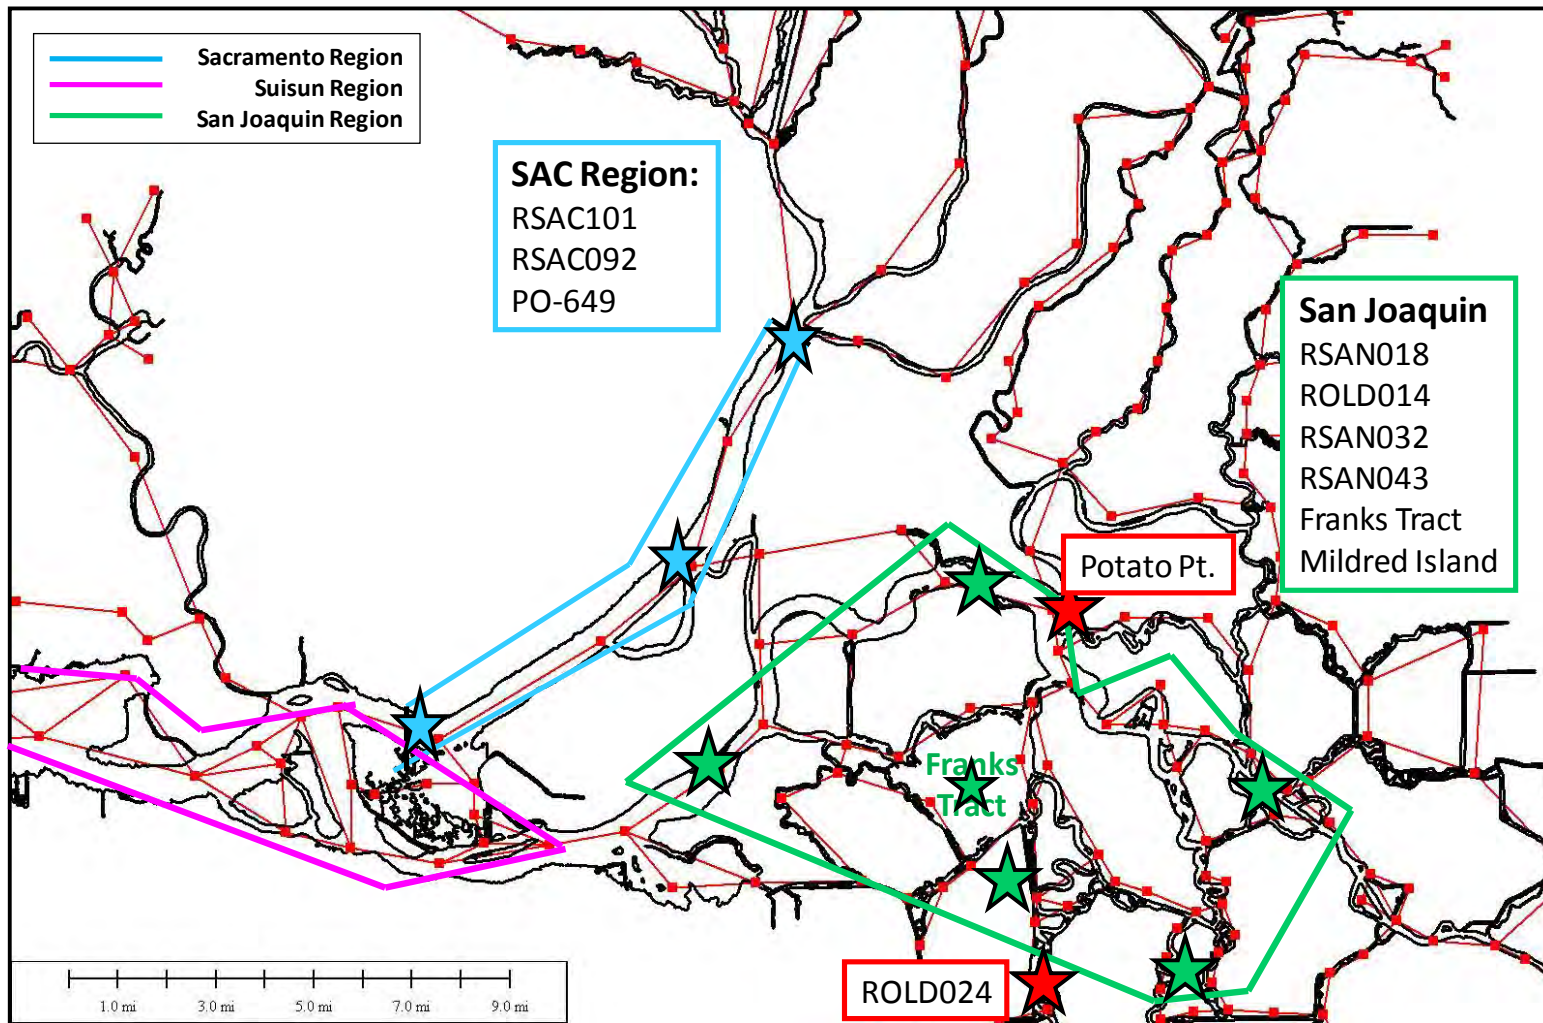 Sacramento Region
Suisun Region
San Joaquin Region
SAC Region:
RSAC101
RSAC092
PO-649
San Joaquin
RSAN018
ROLD014
RSAN032
RSAN043
Franks Tract
Mildred Island
Potato Pt.
Franks
Tract
ROLD024
1.0 mi 3.0 mi 5.0 mi 7.0 mi 9.0 mi